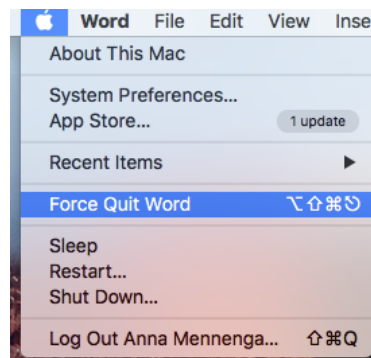 Word File Edit View Inse
About This Mac
System Preferences...
App Store... 1 update
Recent Items ▶
Force Quit Word ⌥⇧⌘⎋
Sleep
Restart...
Shut Down...
Log Out Anna Mennenga... ⇧⌘Q